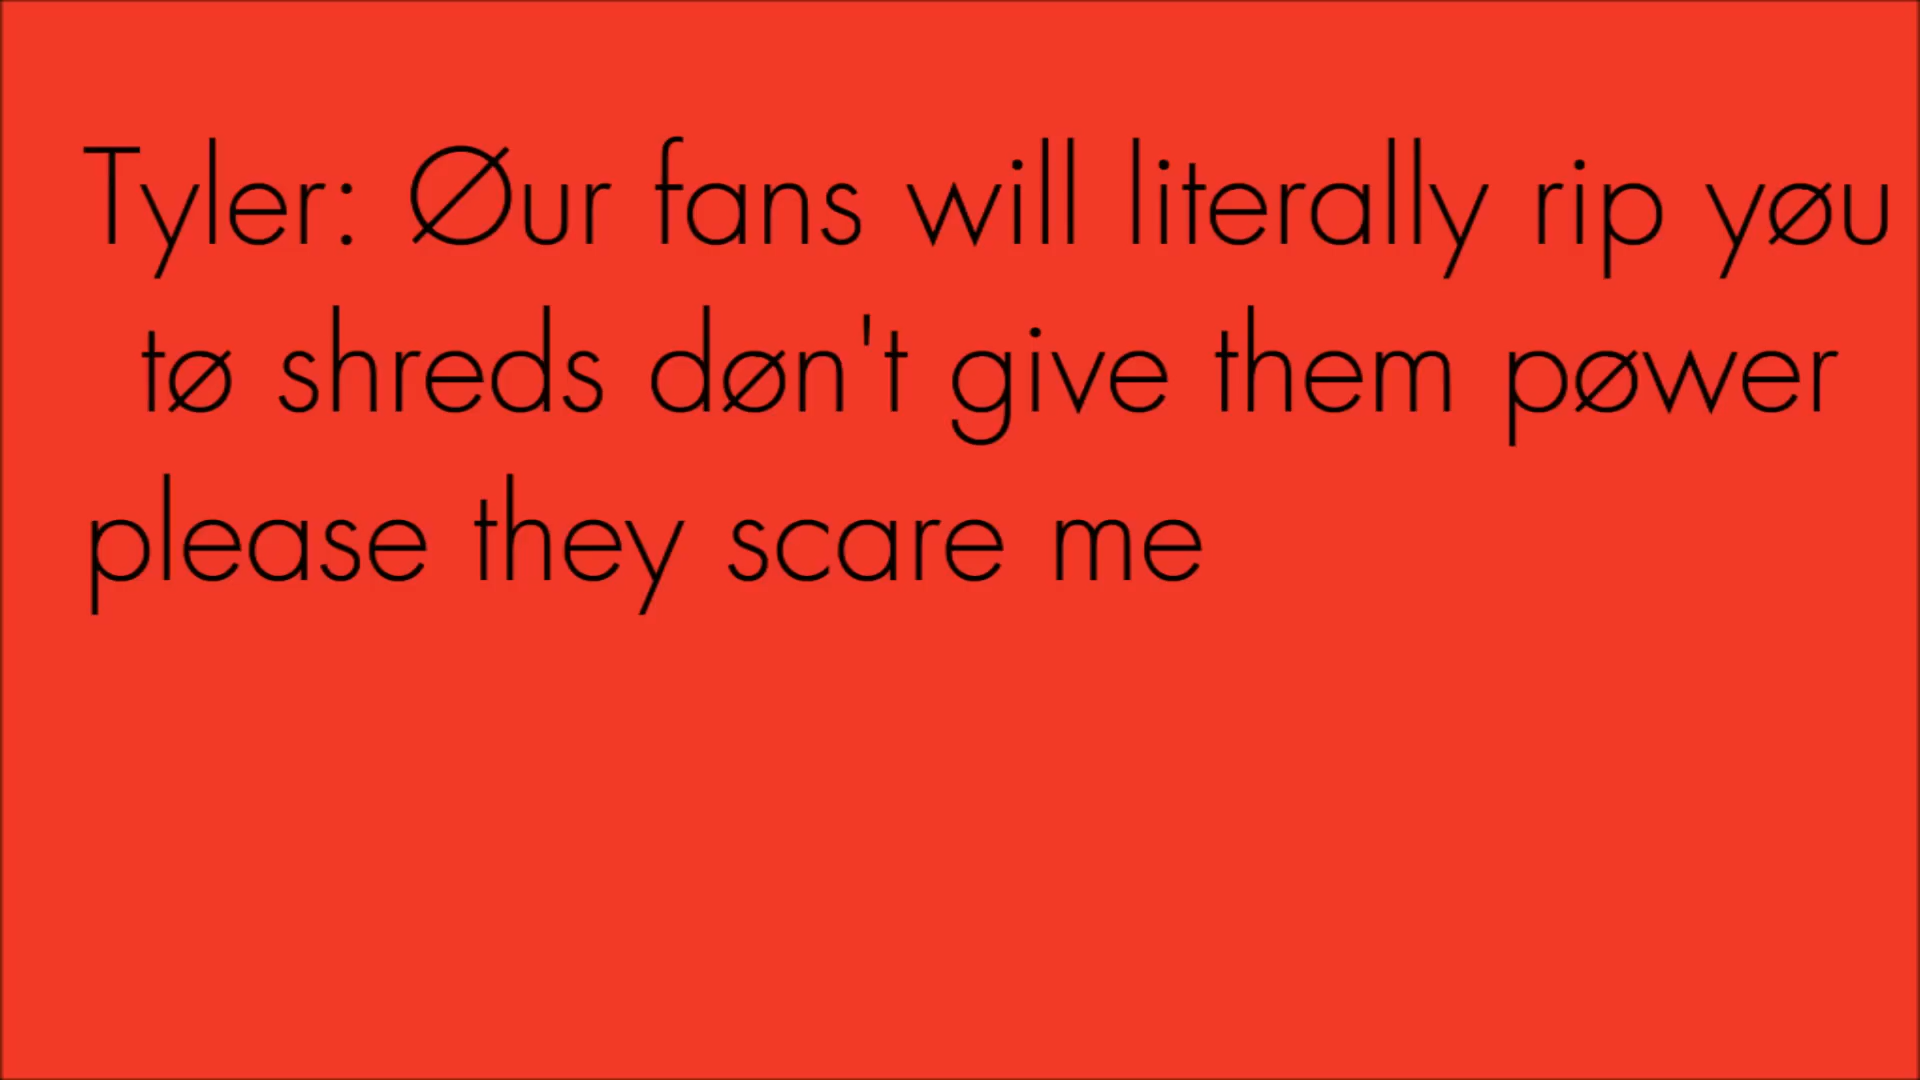 Tyler: Øur fans will literally rip yøu
tø shreds døn't give them pøwer
please they scare me